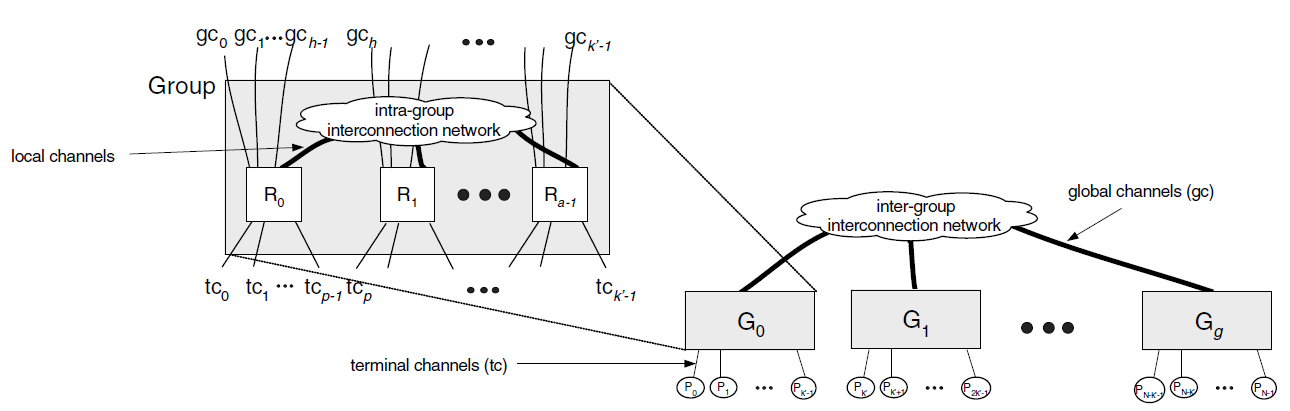 gc0 gc1 ••• gch-1 gch ••• gck'-1
Group
intra-group
interconnection network
local channels
R0 R1 ••• Ra-1
global channels (gc)
inter-group
interconnection network
tc0 tc1 ••• tcp-1 tcp ••• tck'-1
G0 G1 ••• Gg
terminal channels (tc)
P0 P1 ••• Pk'-1 Pk' Pk'+1 ••• P2k'-1 PN-k'-1 PN-k' ••• PN-1